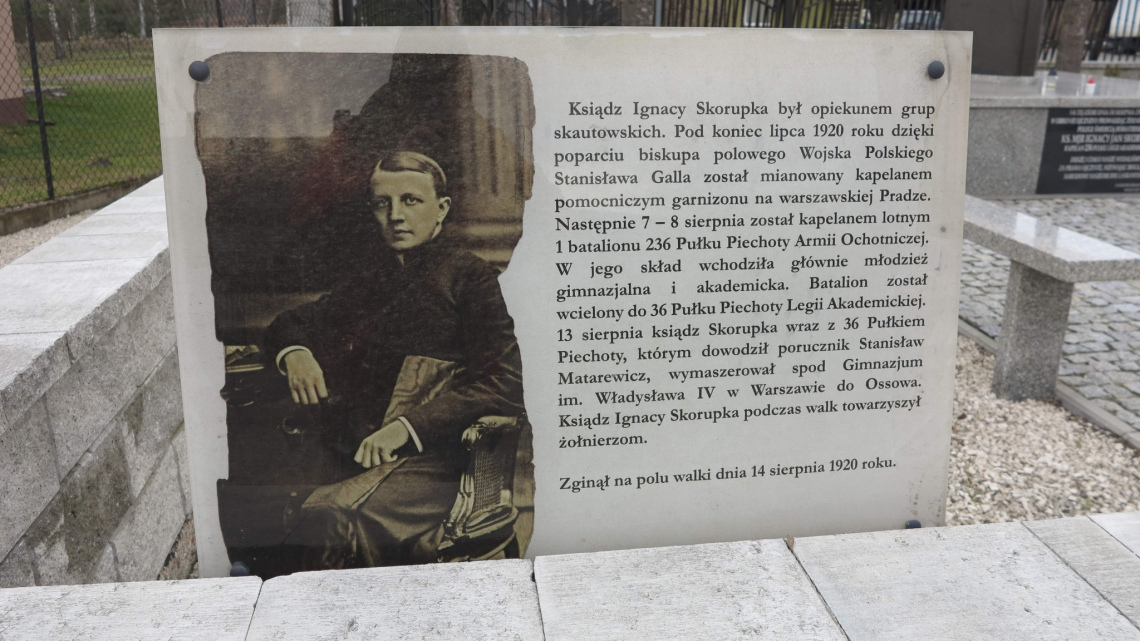 Ksiądz Ignacy Skorupka był opiekunem grup
skautowskich. Pod koniec lipca 1920 roku dzięki
poparciu biskupa polowego Wojska Polskiego
Stanisława Galla został mianowany kapelanem
pomocniczym garnizonu na warszawskiej Pradze.
Następnie 7 – 8 sierpnia został kapelanem lotnym
1 batalionu 236 Pułku Piechoty Armii Ochotniczej.
W jego skład wchodziła głównie młodzież
gimnazjalna i akademicka. Batalion został
wcielony do 36 Pułku Piechoty Legii Akademickiej.
13 sierpnia ksiądz Skorupka wraz z 36 Pułkiem
Piechoty, którym dowodził porucznik Stanisław
Matarewicz, wymaszerował spod Gimnazjum
im. Władysława IV w Warszawie do Ossowa.
Ksiądz Ignacy Skorupka podczas walk towarzyszył
żołnierzom.
Zginął na polu walki dnia 14 sierpnia 1920 roku.